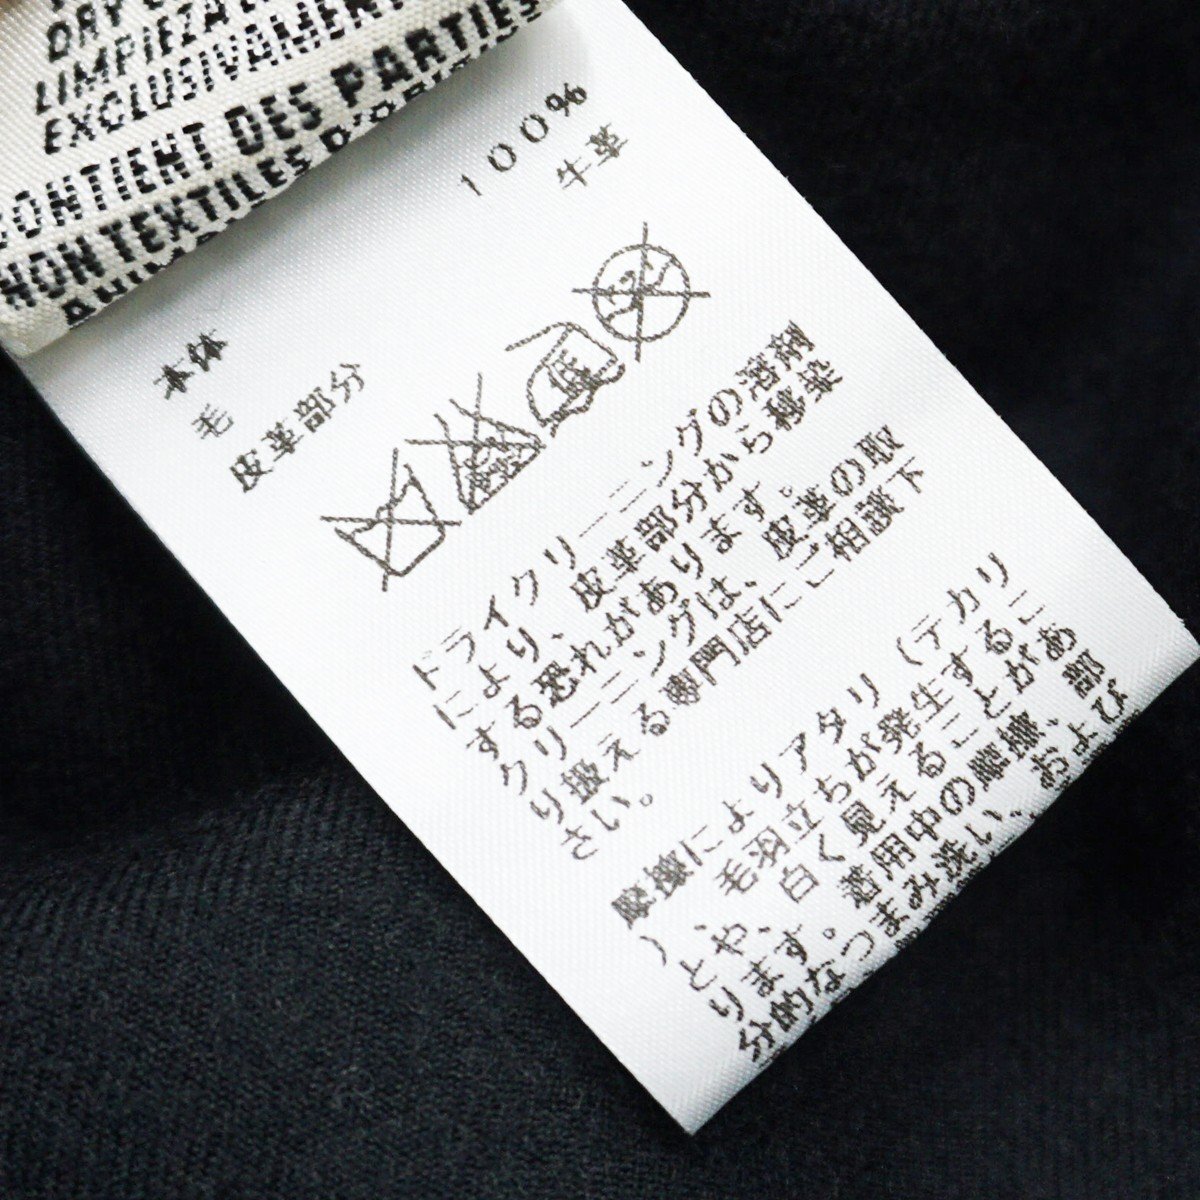 DRY
LIMPIEZA
EXCLUSIVAMEN
CONTIENT DES PARTIES
NON TEXTILES D'ORI
本体
毛 100%
皮革部分 牛革
低
ドライクリーニングの溶剤
により、皮革部分から移染
する恐れがあります。
クリーニングは、皮革の取
り扱える専門店にご相談下
さい。
摩擦によりアタリ(テカリ
)、毛羽立ちが発生するこ
とや、白く見えることがあ
ります。着用中の摩擦、部
分的なつまみ洗い、および